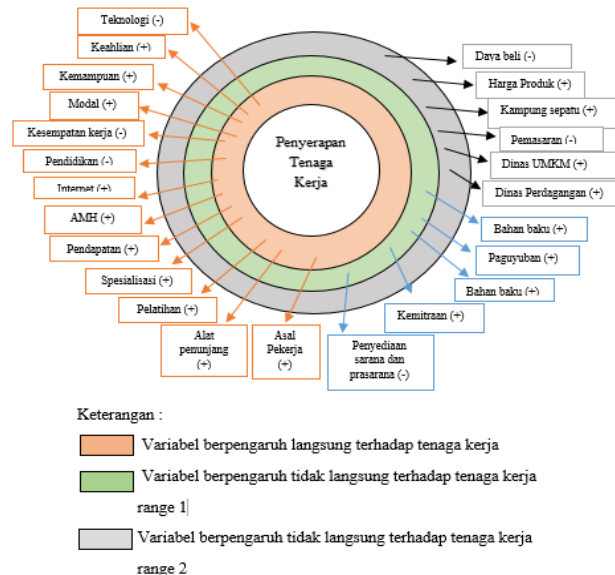 Teknologi (-)
Keahlian (+)
Kemampuan (+)
Modal (+)
Kesempatan kerja (-)
Pendidikan (-)
Internet (+)
AMH (+)
Pendapatan (+)
Spesialisasi (+)
Pelatihan (+)
Alat
penunjang
(+)
Asal
Pekerja
(+)
Penyerapan
Tenaga
Kerja
Daya beli (-)
Harga Produk (+)
Kampung sepatu (+)
Pemasaran (-)
Dinas UMKM (+)
Dinas Perdagangan (+)
Bahan baku (+)
Paguyuban (+)
Bahan baku (+)
Kemitraan (+)
Penyediaan
sarana dan
prasarana (-)
Keterangan :
Variabel berpengaruh langsung terhadap tenaga kerja
Variabel berpengaruh tidak langsung terhadap tenaga kerja
range 1
Variabel berpengaruh tidak langsung terhadap tenaga kerja
range 2